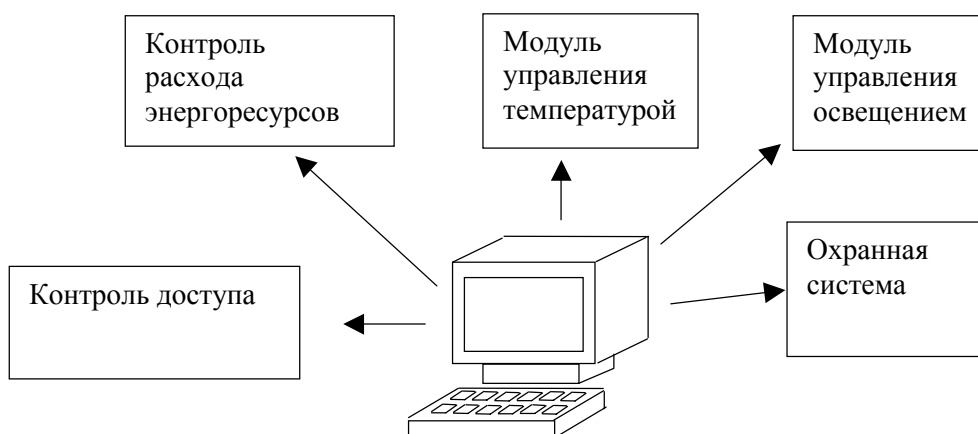 Контроль
расхода
энергоресурсов
Модуль
управления
температурой
Модуль
управления
освещением
Контроль доступа
Охранная
система